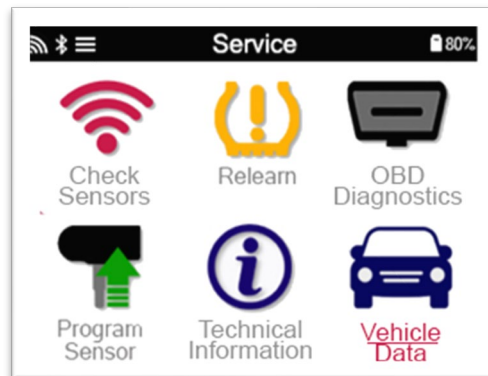 Service
80%
Check
Sensors
Relearn
OBD
Diagnostics
Program
Sensor
Technical
Information
Vehicle
Data